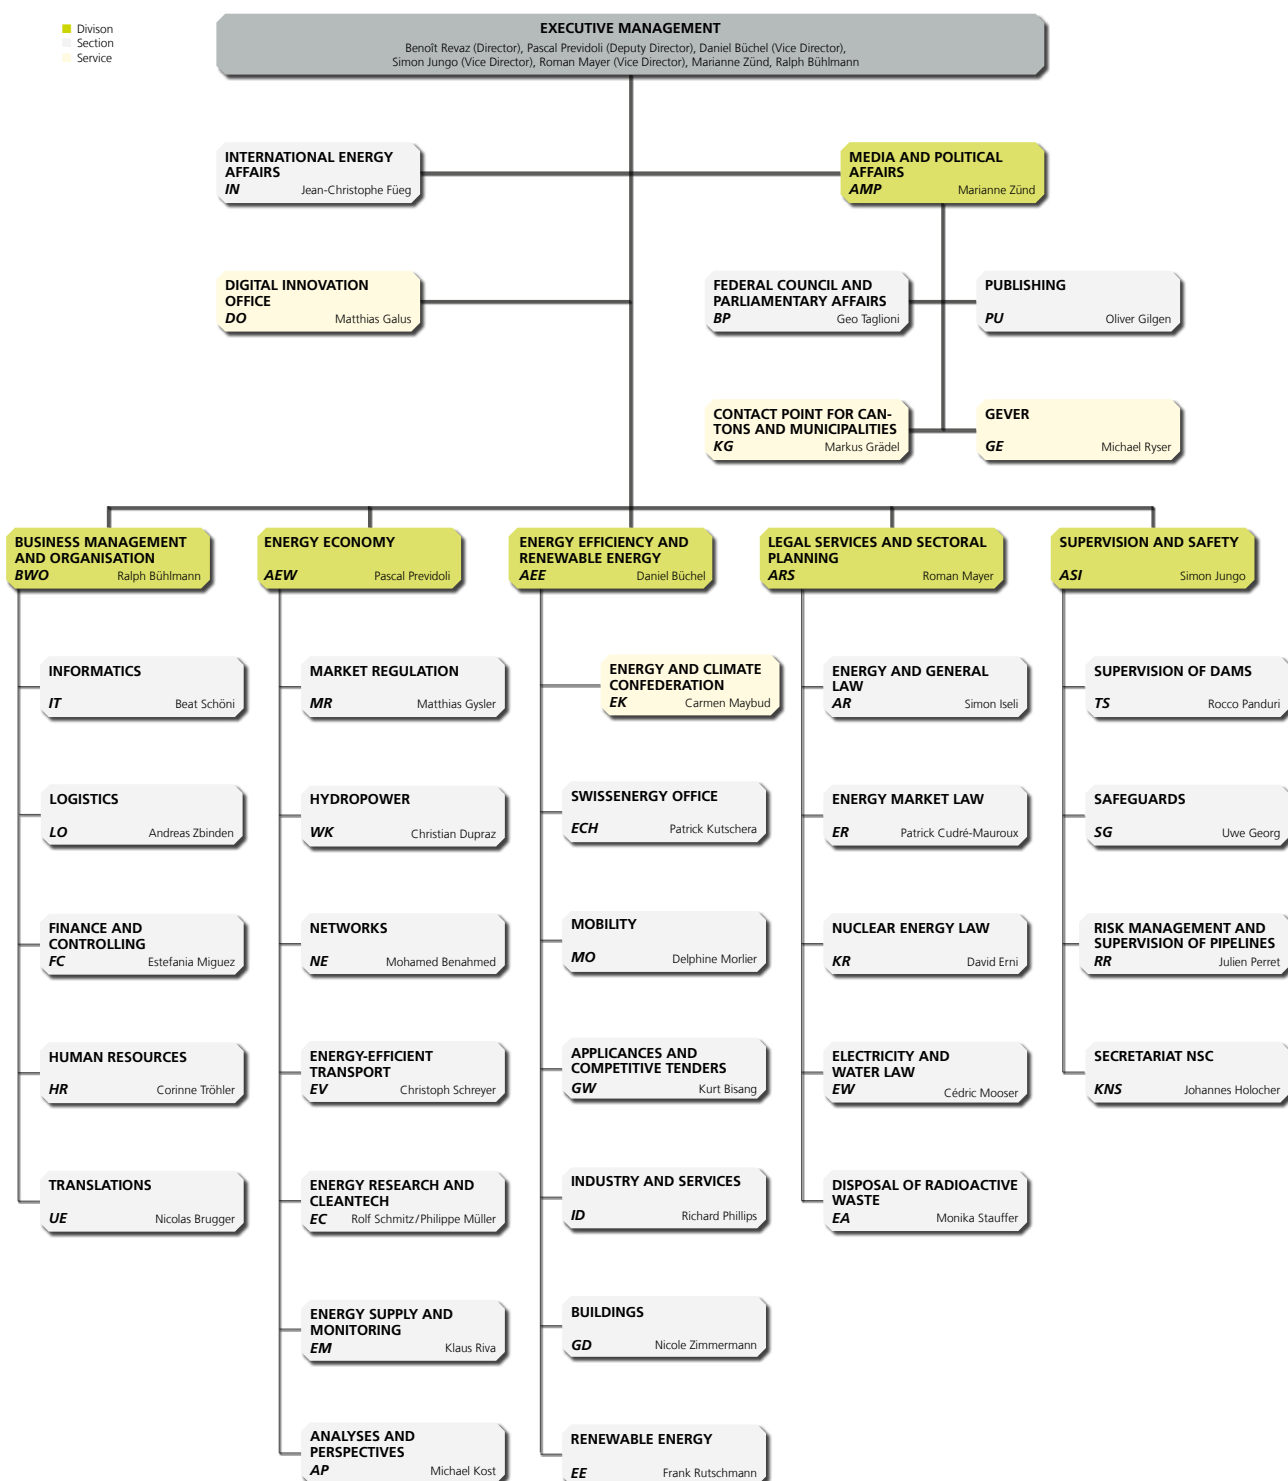 Divison
Section
Service
EXECUTIVE MANAGEMENT
Benoît Revaz (Director), Pascal Previdoli (Deputy Director), Daniel Büchel (Vice Director),
Simon Jungo (Vice Director), Roman Mayer (Vice Director), Marianne Zünd, Ralph Bühlmann
INTERNATIONAL ENERGY
AFFAIRS
IN Jean-Christophe Füeg
MEDIA AND POLITICAL
AFFAIRS
AMP Marianne Zünd
DIGITAL INNOVATION
OFFICE
DO Matthias Galus
FEDERAL COUNCIL AND
PARLIAMENTARY AFFAIRS
BP Geo Taglioni
PUBLISHING
PU Oliver Gilgen
CONTACT POINT FOR CAN-
TONS AND MUNICIPALITIES
KG Markus Grädel
GEVER
GE Michael Ryser
BUSINESS MANAGEMENT
AND ORGANISATION
BWO Ralph Bühlmann
INFORMATICS
IT Beat Schöni
LOGISTICS
LO Andreas Zbinden
FINANCE AND
CONTROLLING
FC Estefania Miguez
HUMAN RESOURCES
HR Corinne Tröhler
TRANSLATIONS
UE Nicolas Brugger
ENERGY ECONOMY
AEW Pascal Previdoli
MARKET REGULATION
MR Matthias Gysler
HYDROPOWER
WK Christian Dupraz
NETWORKS
NE Mohamed Benahmed
ENERGY-EFFICIENT
TRANSPORT
EV Christoph Schreyer
ENERGY RESEARCH AND
CLEANTECH
EC Rolf Schmitz/Philippe Müller
ENERGY SUPPLY AND
MONITORING
EM Klaus Riva
ANALYSES AND
PERSPECTIVES
AP Michael Kost
ENERGY EFFICIENCY AND
RENEWABLE ENERGY
AEE Daniel Büchel
ENERGY AND CLIMATE
CONFEDERATION
EK Carmen Maybud
SWISSENERGY OFFICE
ECH Patrick Kutschera
MOBILITY
MO Delphine Morlier
APPLICANCES AND
COMPETITIVE TENDERS
GW Kurt Bisang
INDUSTRY AND SERVICES
ID Richard Phillips
BUILDINGS
GD Nicole Zimmermann
RENEWABLE ENERGY
EE Frank Rutschmann
LEGAL SERVICES AND SECTORAL
PLANNING
ARS Roman Mayer
ENERGY AND GENERAL
LAW
AR Simon Iseli
ENERGY MARKET LAW
ER Patrick Cudré-Mauroux
NUCLEAR ENERGY LAW
KR David Erni
ELECTRICITY AND
WATER LAW
EW Cédric Mooser
DISPOSAL OF RADIOACTIVE
WASTE
EA Monika Stauffer
SUPERVISION AND SAFETY
ASI Simon Jungo
SUPERVISION OF DAMS
TS Rocco Panduri
SAFEGUARDS
SG Uwe Georg
RISK MANAGEMENT AND
SUPERVISION OF PIPELINES
RR Julien Perret
SECRETARIAT NSC
KNS Johannes Holocher